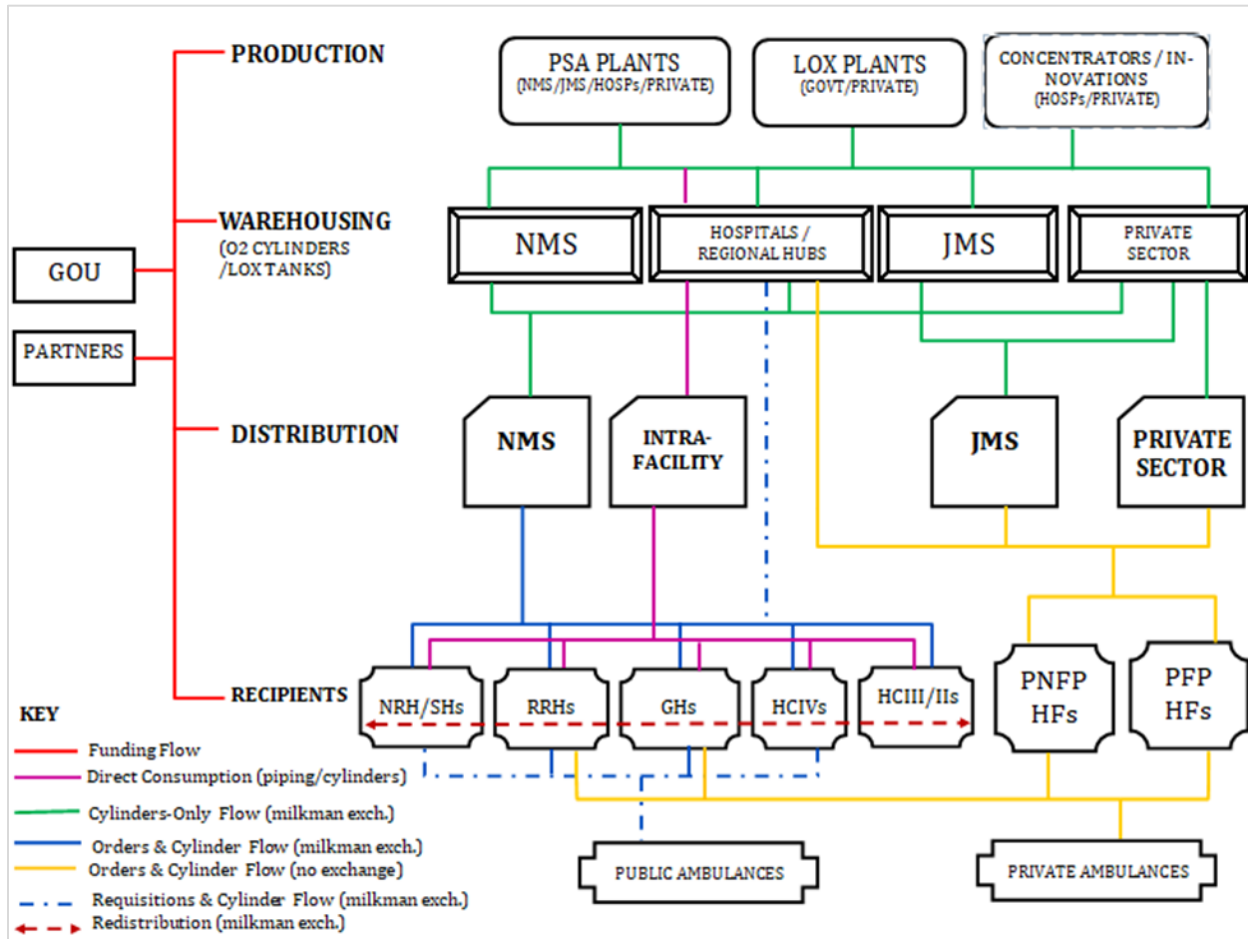 PRODUCTION
PSA PLANTS
(NMS/JMS/HOSPs/PRIVATE)
LOX PLANTS
(GOVT/PRIVATE)
CONCENTRATORS / IN-
NOVATIONS
(HOSPs/PRIVATE)
WAREHOUSING
(O2 CYLINDERS
/LOX TANKS)
NMS
HOSPITALS /
REGIONAL HUBS
JMS
PRIVATE
SECTOR
GOU
PARTNERS
DISTRIBUTION
NMS
INTRA-
FACILITY
JMS
PRIVATE
SECTOR
RECIPIENTS
NRH/SHs
RRHs
GHs
HCIVs
HCIII/IIs
PNFP
HFs
PFP
HFs
KEY
Funding Flow
Direct Consumption (piping/cylinders)
Cylinders-Only Flow (milkman exch.)
Orders & Cylinder Flow (milkman exch.)
Orders & Cylinder Flow (no exchange)
Requisitions & Cylinder Flow (milkman exch.)
Redistribution (milkman exch.)
PUBLIC AMBULANCES
PRIVATE AMBULANCES